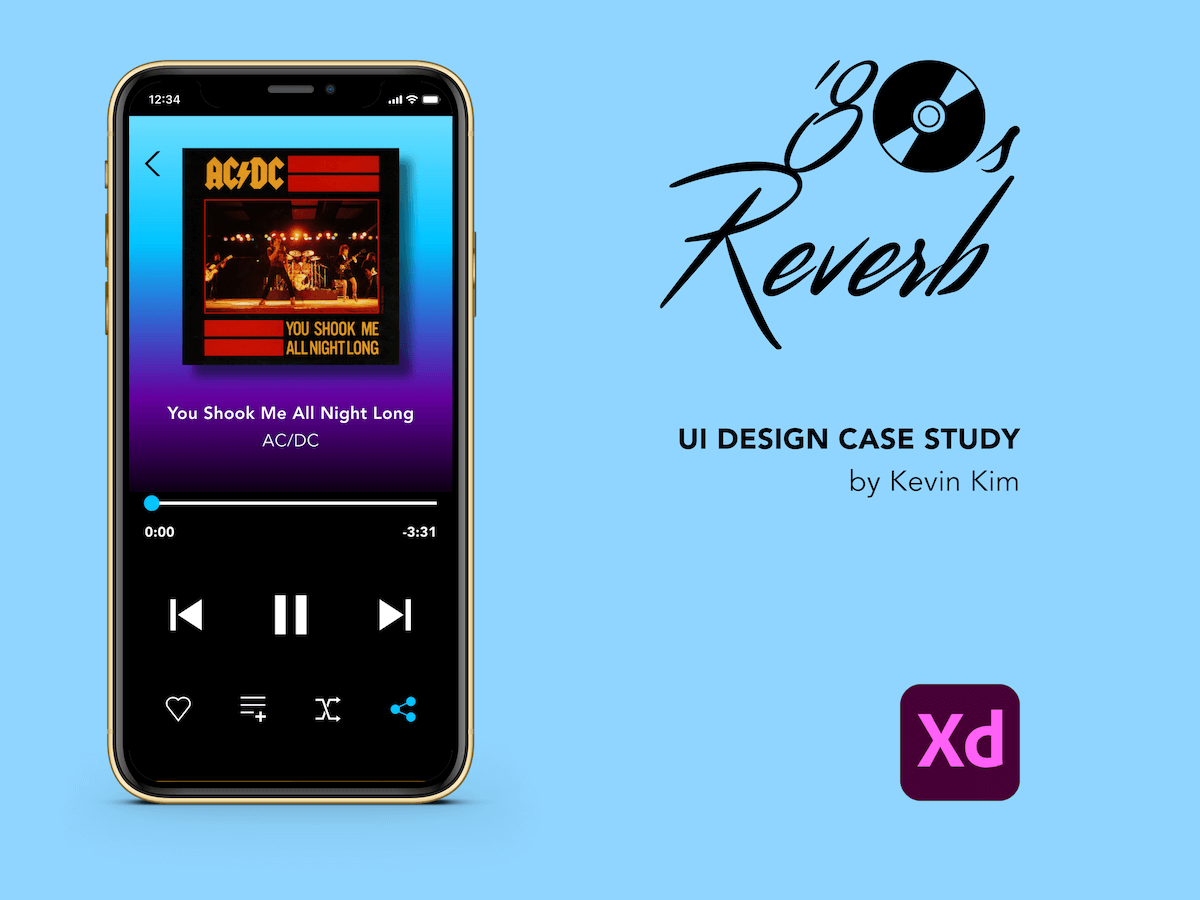 12:34
AC/DC
YOU SHOOK ME
ALL NIGHT LONG
You Shook Me All Night Long
AC/DC
0:00
-3:31
'80s
Reverb
UI DESIGN CASE STUDY
by Kevin Kim
Xd